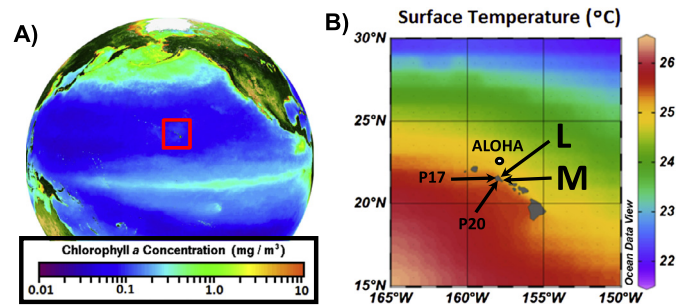 A)
Chlorophyll a Concentration (mg / m³)
0.01 0.1 1.0 10
B)
Surface Temperature (°C)
30°N
25°N
20°N
15°N
165°W 160°W 155°W 150°W
ALOHA
L
M
P17
P20
26
25
24
23
22
Ocean Data View